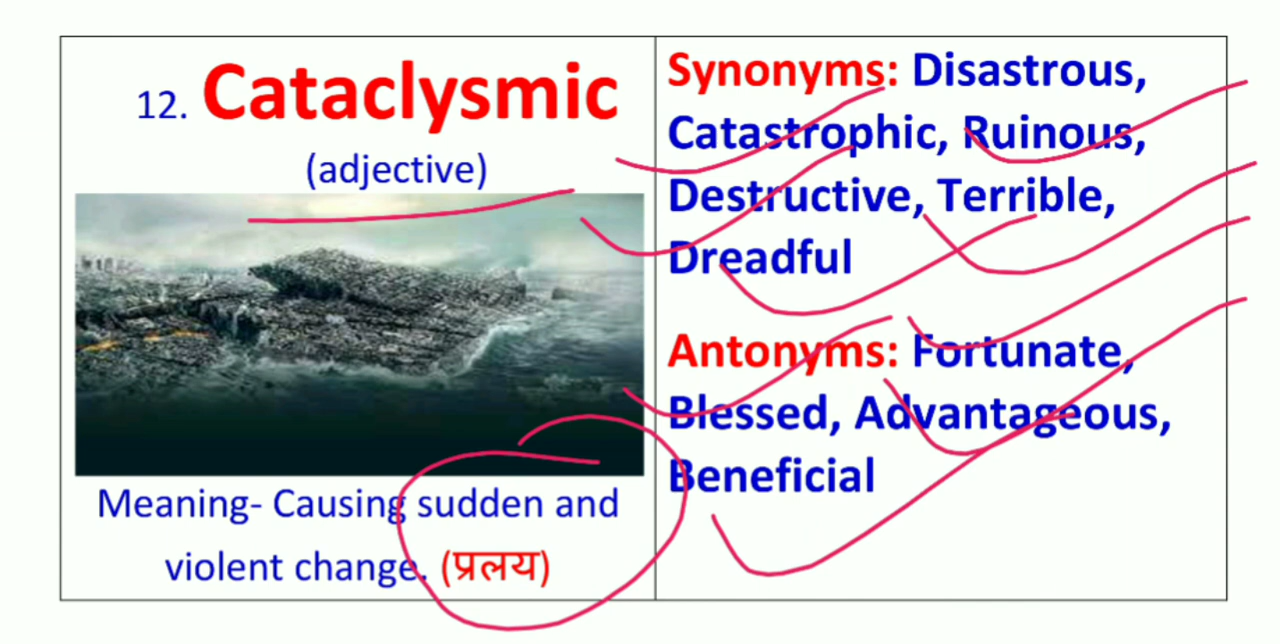 12. Cataclysmic
(adjective)
Meaning- Causing sudden and
violent change. (प्रलय)
Synonyms: Disastrous,
Catastrophic, Ruinous,
Destructive, Terrible,
Dreadful
Antonyms: Fortunate,
Blessed, Advantageous,
Beneficial